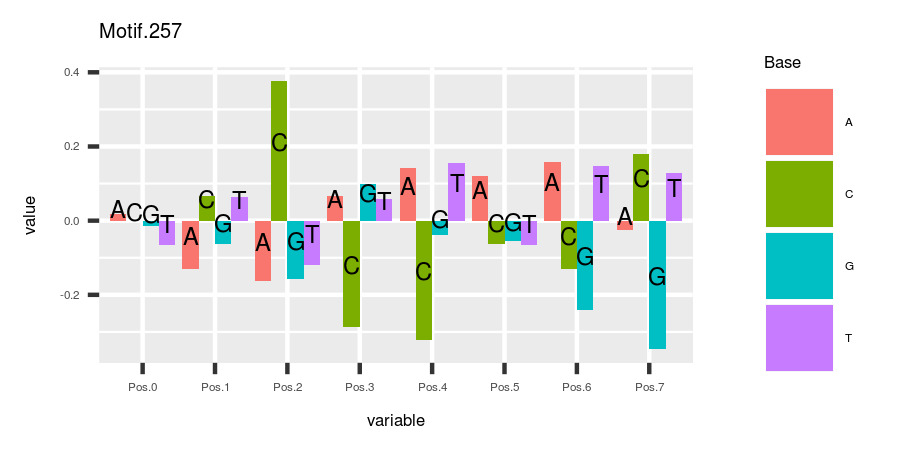 Motif.257
Base
0.4
0.2
0.0
-0.2
value
A C G T A C G T A C G T A C G T A C G T A C G T A C G T A C G T
A
C
G
T
Pos.0 Pos.1 Pos.2 Pos.3 Pos.4 Pos.5 Pos.6 Pos.7
variable